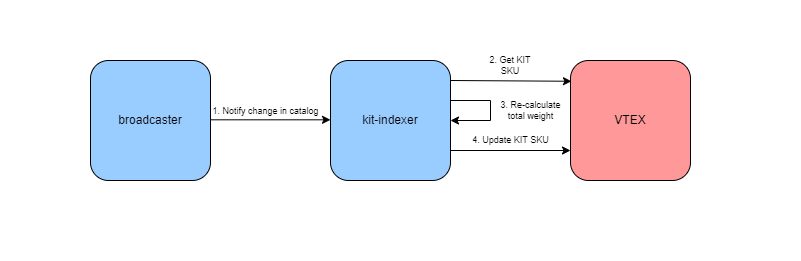 broadcaster
1. Notify change in catalog
kit-indexer
2. Get KIT
SKU
3. Re-calculate
total weight
4. Update KIT SKU
VTEX